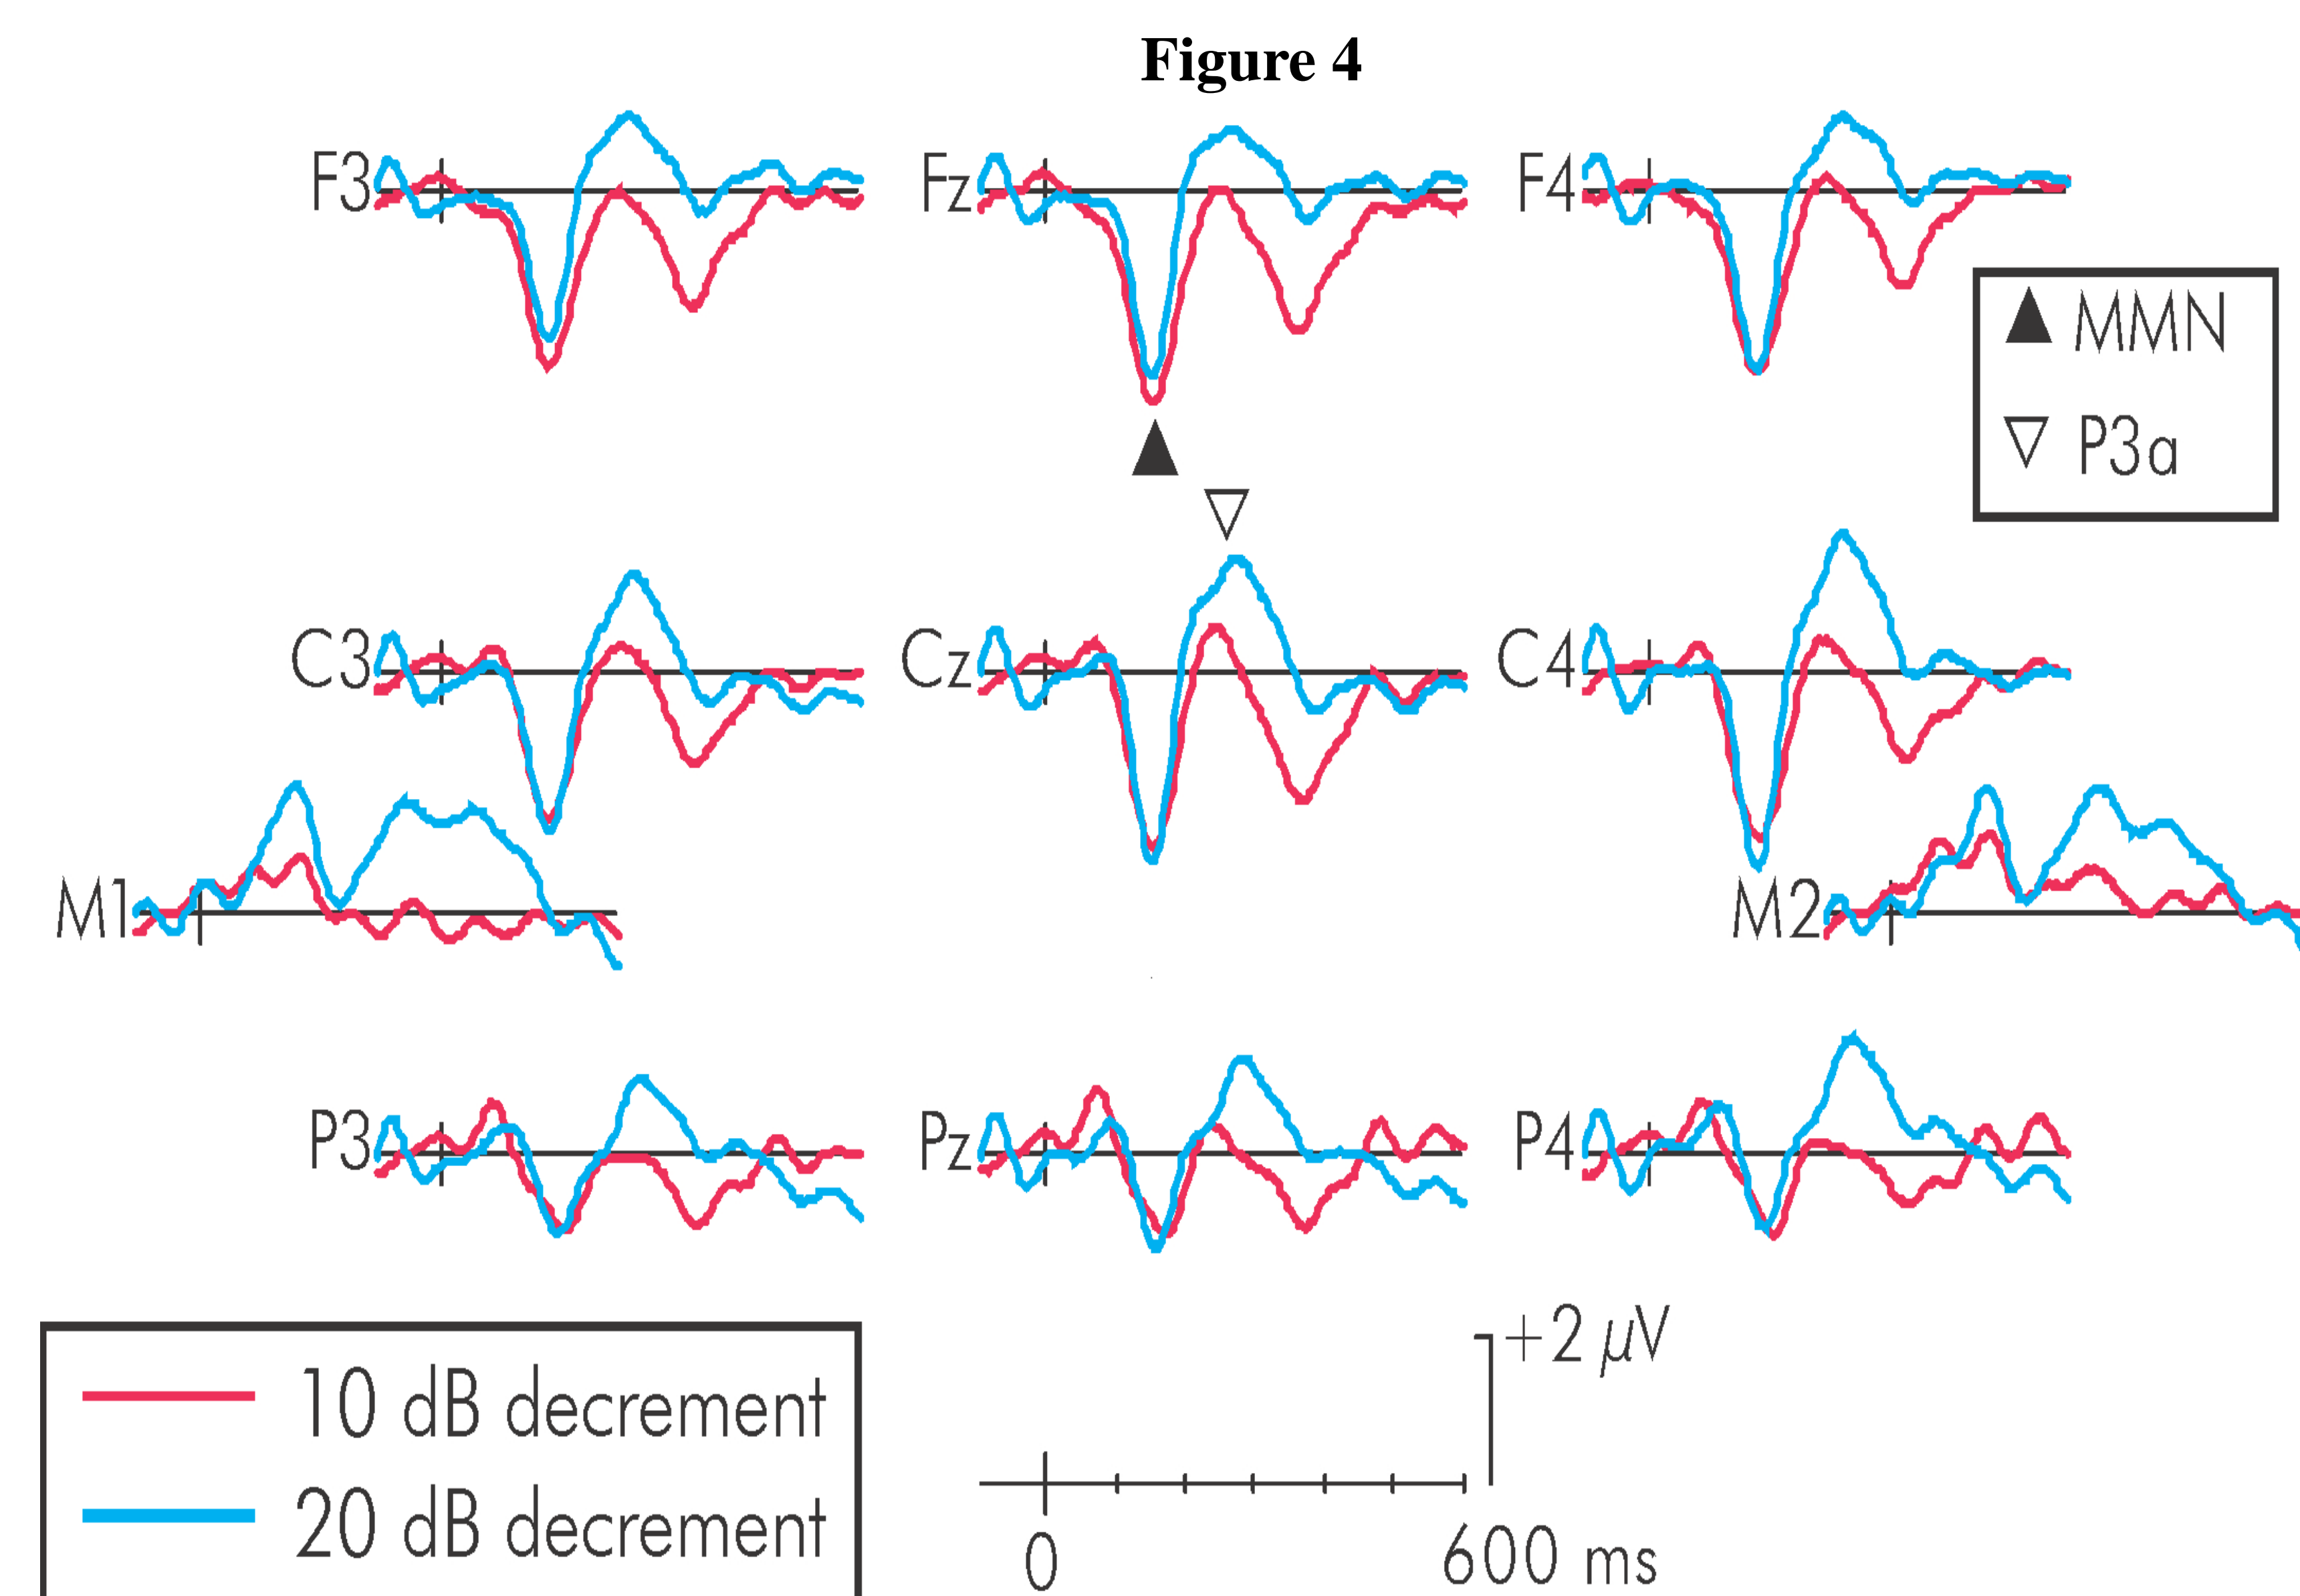 Figure 4
F3
Fz
F4
MMN
P3a
C3
Cz
C4
M1
M2
P3
Pz
P4
+2 μV
10 dB decrement
20 dB decrement
0
600 ms